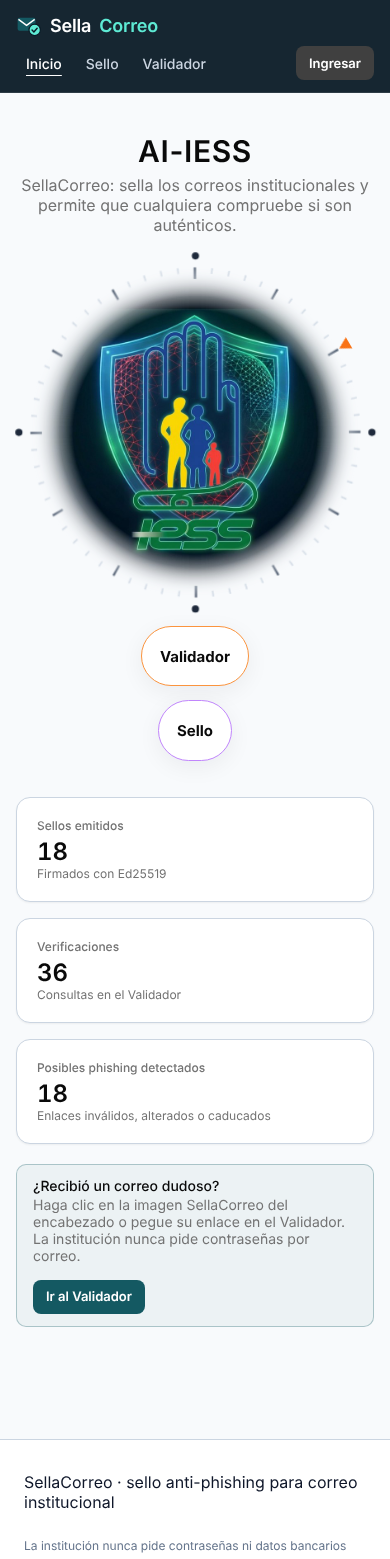 Sella Correo
Inicio Sello Validador Ingresar
AI-IESS
SellaCorreo: sella los correos institucionales y
permite que cualquiera compruebe si son
auténticos.
IESS
Validador
Sello
Sellos emitidos
18
Firmados con Ed25519
Verificaciones
36
Consultas en el Validador
Posibles phishing detectados
18
Enlaces inválidos, alterados o caducados
¿Recibió un correo dudoso?
Haga clic en la imagen SellaCorreo del
encabezado o pegue su enlace en el Validador.
La institución nunca pide contraseñas por
correo.
Ir al Validador
SellaCorreo · sello anti-phishing para correo
institucional
La institución nunca pide contraseñas ni datos bancarios